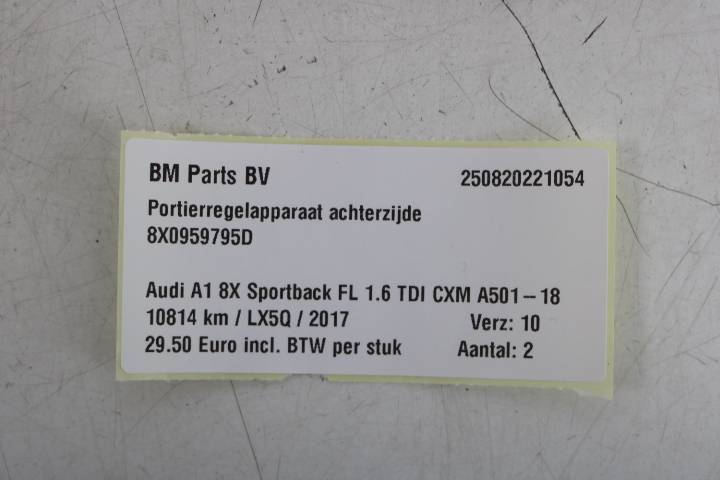 BM Parts BV 250820221054
Portierregelapparaat achterzijde
8X0959795D
Audi A1 8X Sportback FL 1.6 TDI CXM A501 - 18
10814 km / LX5Q / 2017 Verz: 10
29.50 Euro incl. BTW per stuk Aantal: 2